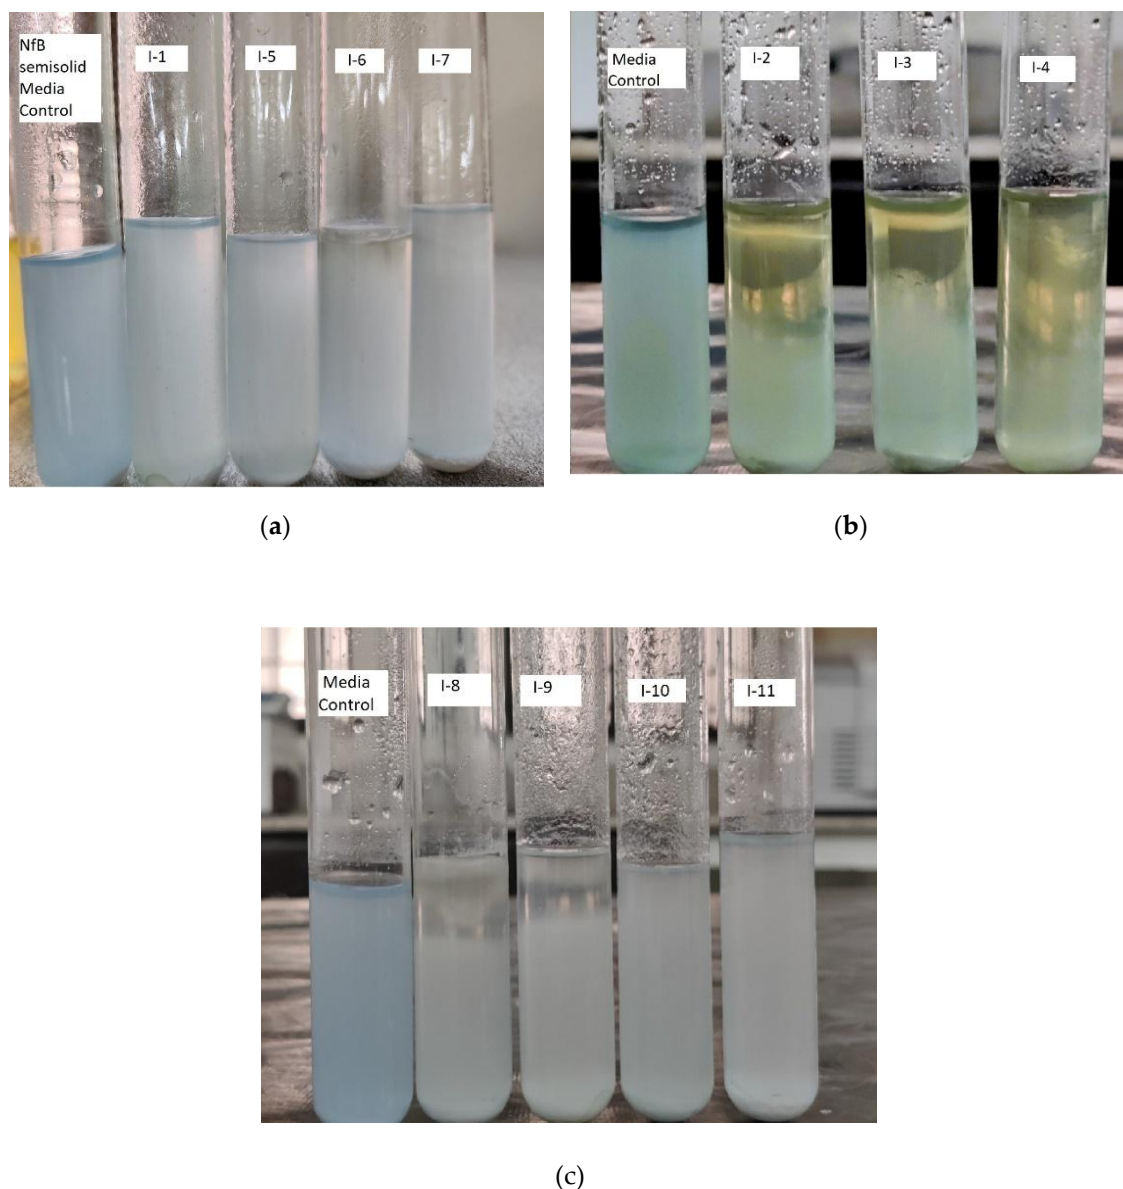 NfB
semisolid
Media
Control
I-1
I-5
I-6
I-7
Media
Control
I-2
I-3
I-4
(a)
(b)
Media
Control
I-8
I-9
I-10
I-11
(c)